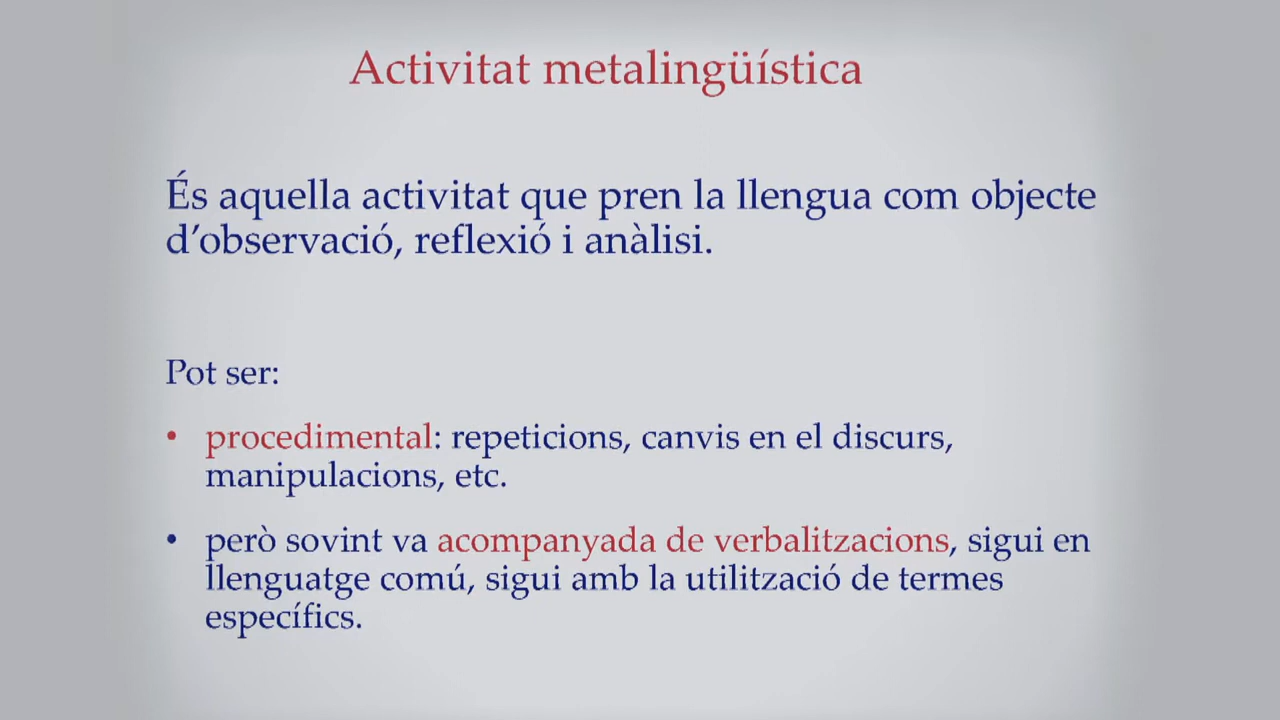 Activitat metalingüística
És aquella activitat que pren la llengua com objecte
d’observació, reflexió i anàlisi.
Pot ser:
• procedimental: repeticions, canvis en el discurs,
manipulacions, etc.
• però sovint va acompanyada de verbalitzacions, sigui en
llenguatge comú, sigui amb la utilització de termes
específics.